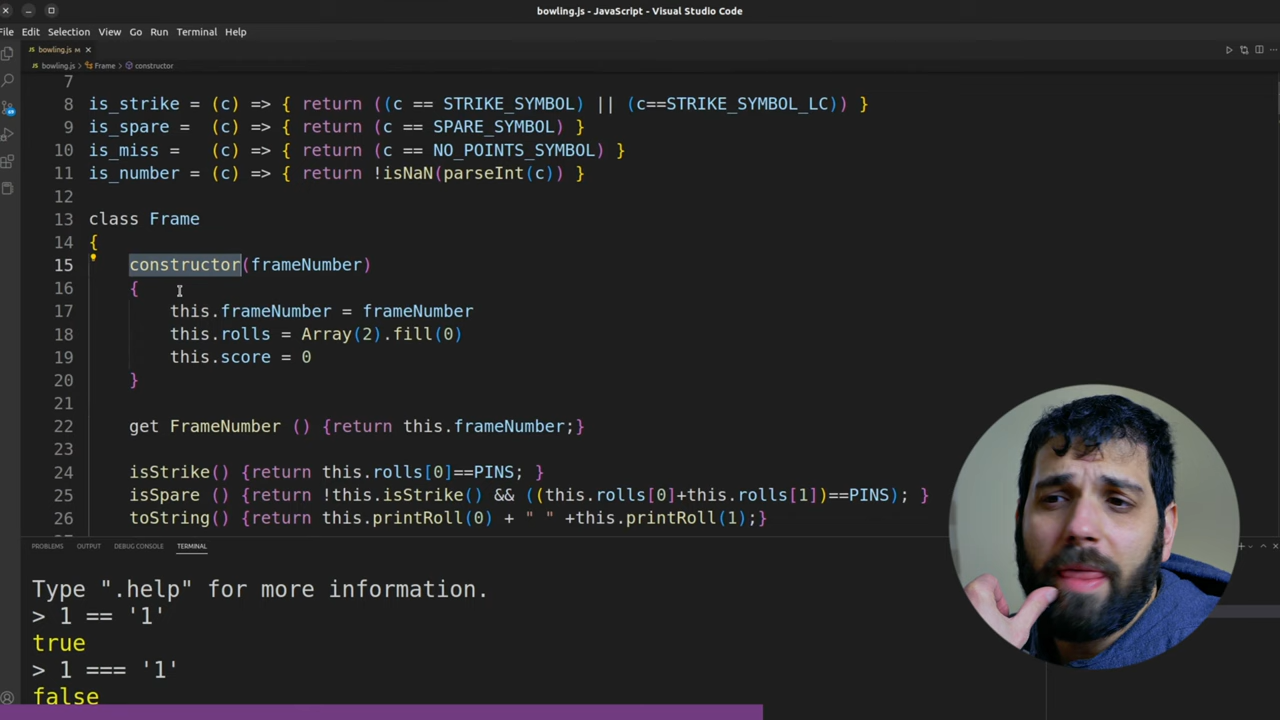 bowling.js - JavaScript - Visual Studio Code
File Edit Selection View Go Run Terminal Help
JS bowling.js M
JS bowling.js > Frame > constructor
7
8 is_strike = (c) => { return ((c == STRIKE_SYMBOL) || (c==STRIKE_SYMBOL_LC)) }
9 is_spare =  (c) => { return (c == SPARE_SYMBOL) }
10 is_miss =   (c) => { return (c == NO_POINTS_SYMBOL) }
11 is_number = (c) => { return !isNaN(parseInt(c)) }
12
13 class Frame
14 {
15     constructor(frameNumber)
16     {
17         this.frameNumber = frameNumber
18         this.rolls = Array(2).fill(0)
19         this.score = 0
20     }
21
22     get FrameNumber () {return this.frameNumber;}
23
24     isStrike() {return this.rolls[0]==PINS; }
25     isSpare () {return !this.isStrike() && ((this.rolls[0]+this.rolls[1])==PINS); }
26     toString() {return this.printRoll(0) + " " +this.printRoll(1);}
PROBLEMS OUTPUT DEBUG CONSOLE TERMINAL
Type ".help" for more information.
> 1 == '1'
true
> 1 === '1'
false